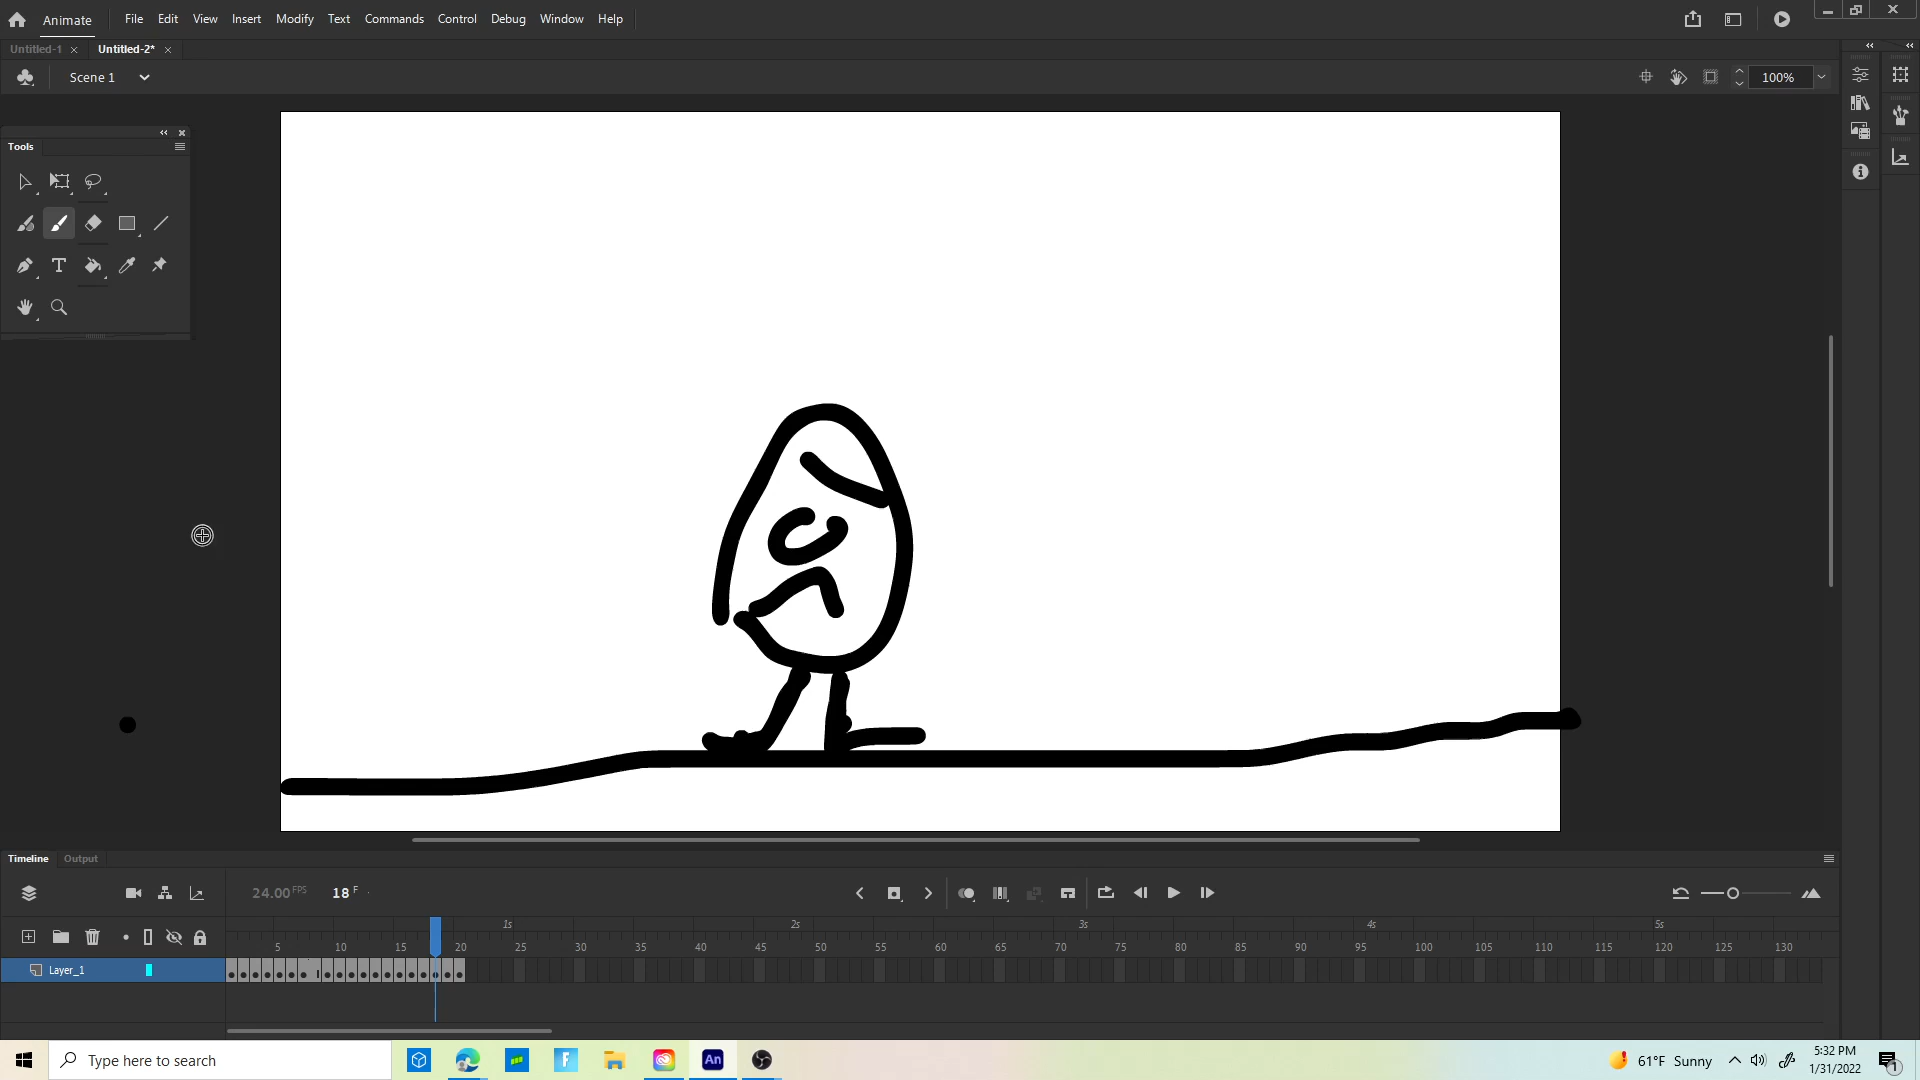 Animate File Edit View Insert Modify Text Commands Control Debug Window Help
Untitled-1 Untitled-2*
Scene 1 100%
Tools
Timeline Output
24.00 FPS 18 F
1s 2s 3s 4s 5s
5 10 15 20 25 30 35 40 45 50 55 60 65 70 75 80 85 90 95 100 105 110 115 120 125 130
Layer_1
Type here to search An 61°F Sunny 5:32 PM
1/31/2022 1